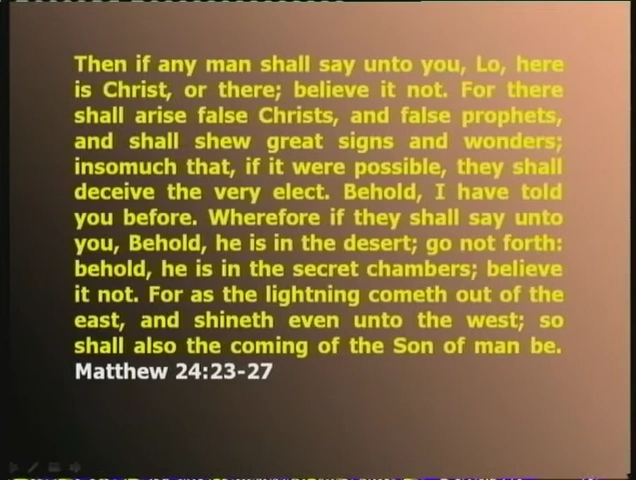 Then if any man shall say unto you, Lo, here
is Christ, or there; believe it not. For there
shall arise false Christs, and false prophets,
and shall shew great signs and wonders;
insomuch that, if it were possible, they shall
deceive the very elect. Behold, I have told
you before. Wherefore if they shall say unto
you, Behold, he is in the desert; go not forth:
behold, he is in the secret chambers; believe
it not. For as the lightning cometh out of the
east, and shineth even unto the west; so
shall also the coming of the Son of man be.
Matthew 24:23-27